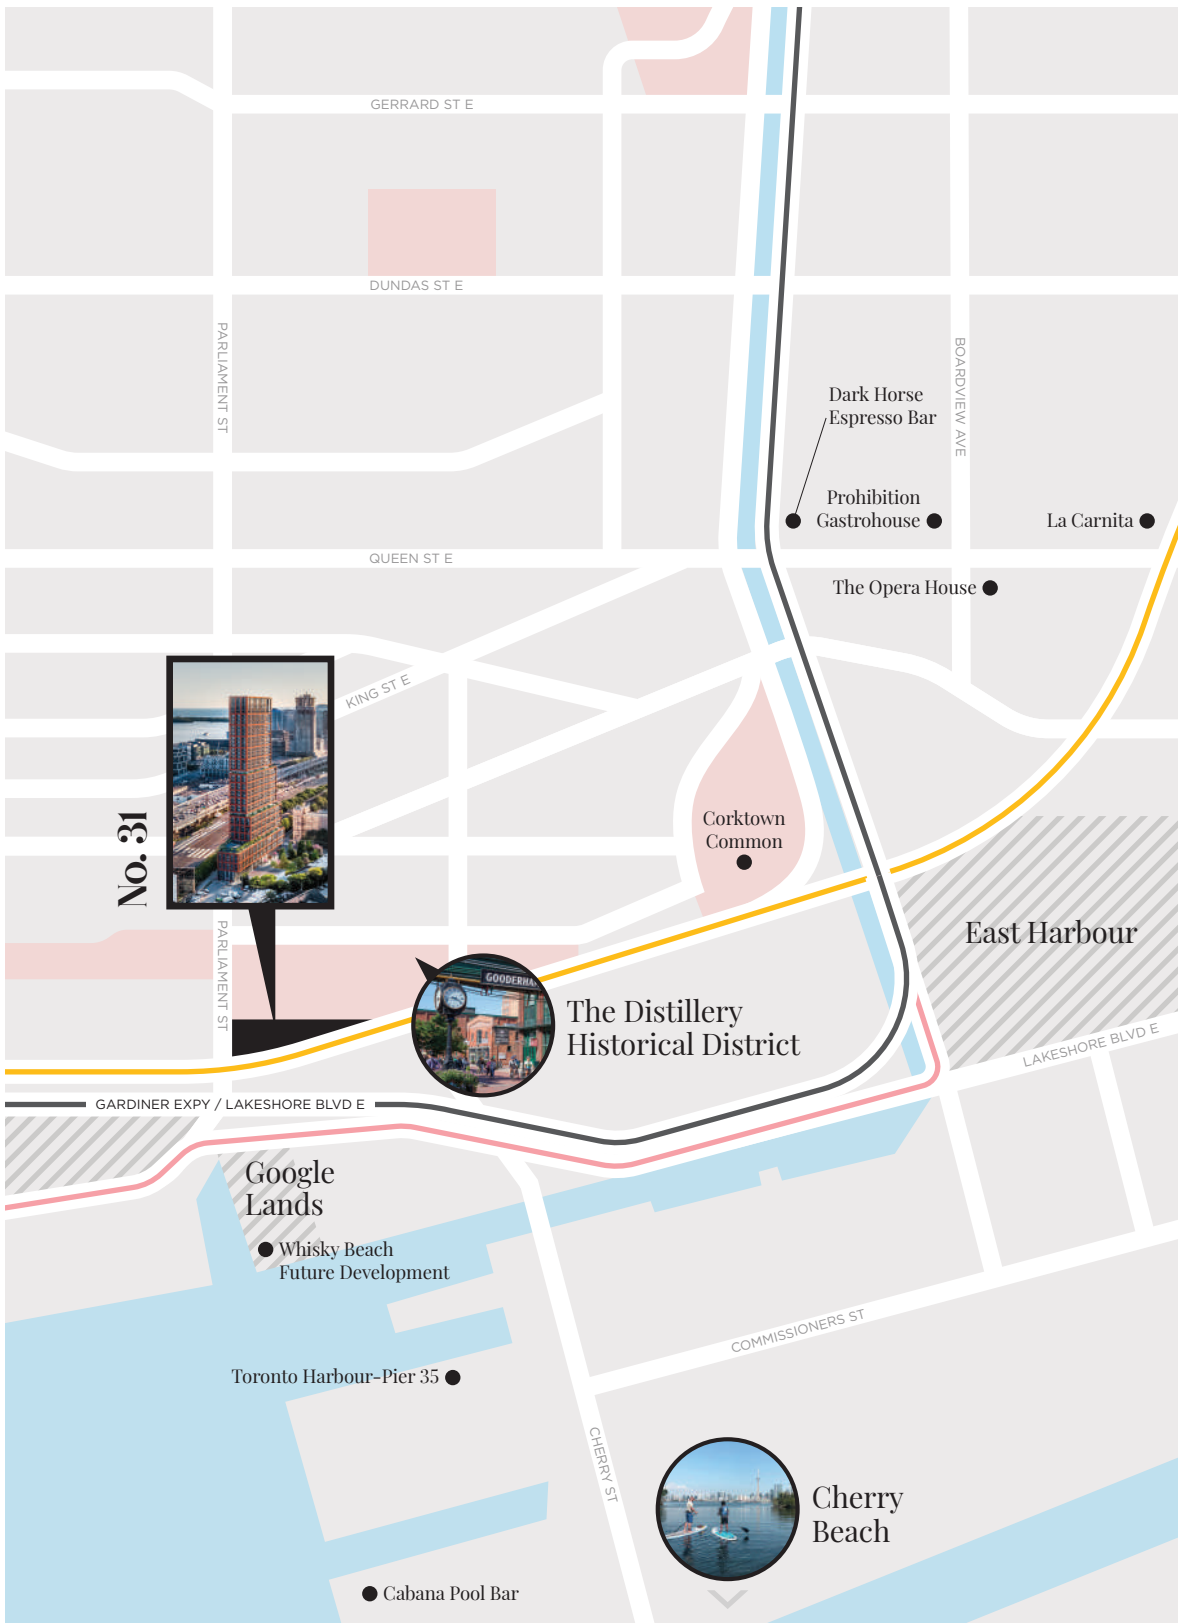 GERRARD ST E
DUNDAS ST E
PARLIAMENT ST
BOARDVIEW AVE
Dark Horse
Espresso Bar
Prohibition
Gastrohouse
La Carnita
QUEEN ST E
The Opera House
KING ST E
No. 31
Corktown
Common
PARLIAMENT ST
East Harbour
GOODERHA
The Distillery
Historical District
LAKESHORE BLVD E
GARDINER EXPY / LAKESHORE BLVD E
Google
Lands
Whisky Beach
Future Development
COMMISSIONERS ST
Toronto Harbour-Pier 35
CHERRY ST
Cherry
Beach
Cabana Pool Bar